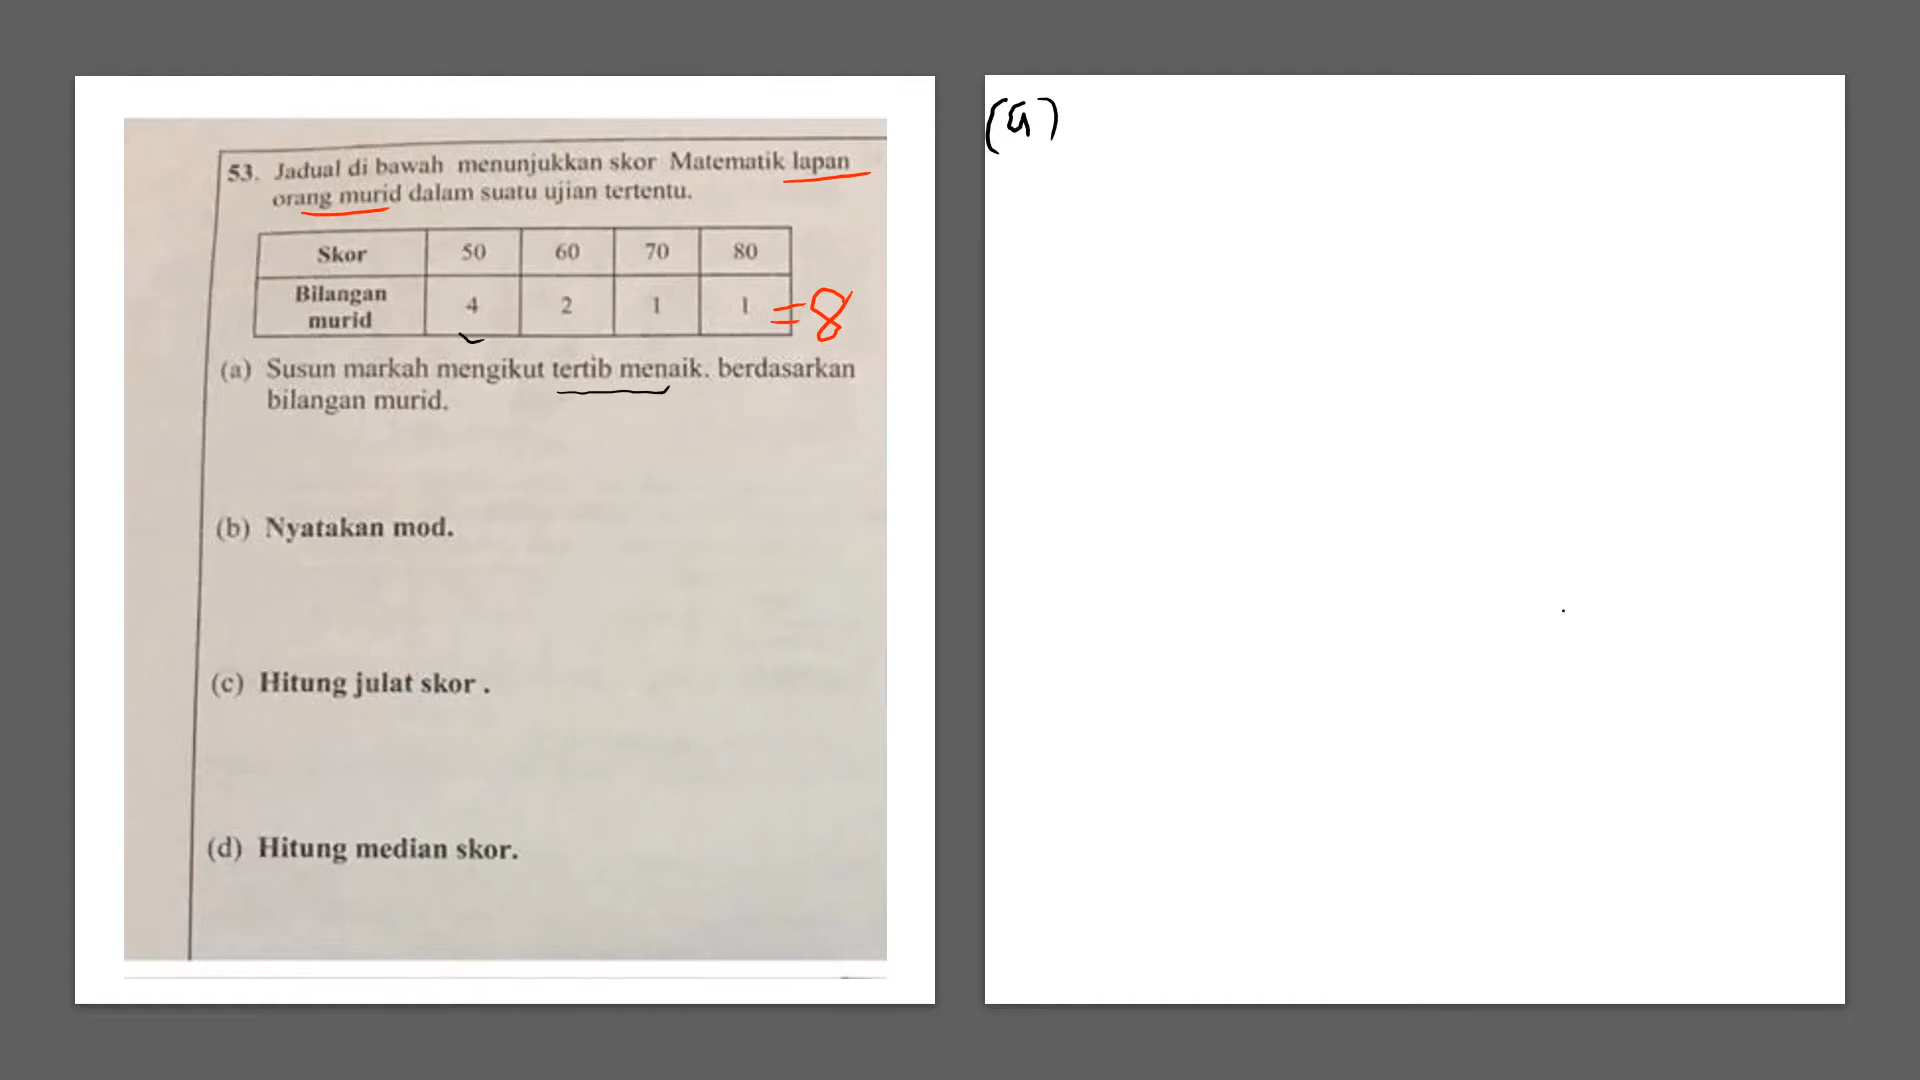 53. Jadual di bawah menunjukkan skor Matematik lapan
orang murid dalam suatu ujian tertentu.
Skor 50 60 70 80
Bilangan murid 4 2 1 1 =8
(a) Susun markah mengikut tertib menaik. berdasarkan
bilangan murid.
(b) Nyatakan mod.
(c) Hitung julat skor .
(d) Hitung median skor.
(a)